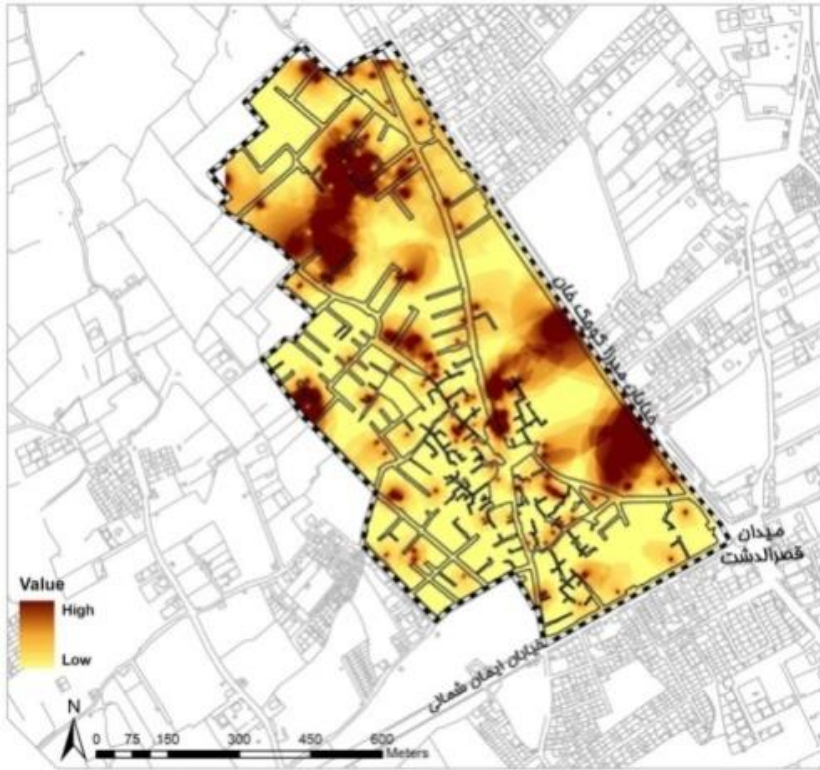 خیابان میرزا کوچک خان
میدان
قصرالدشت
خیابان ایمان شمالی
Value
High
Low
N
0 75 150 300 450 600
Meters